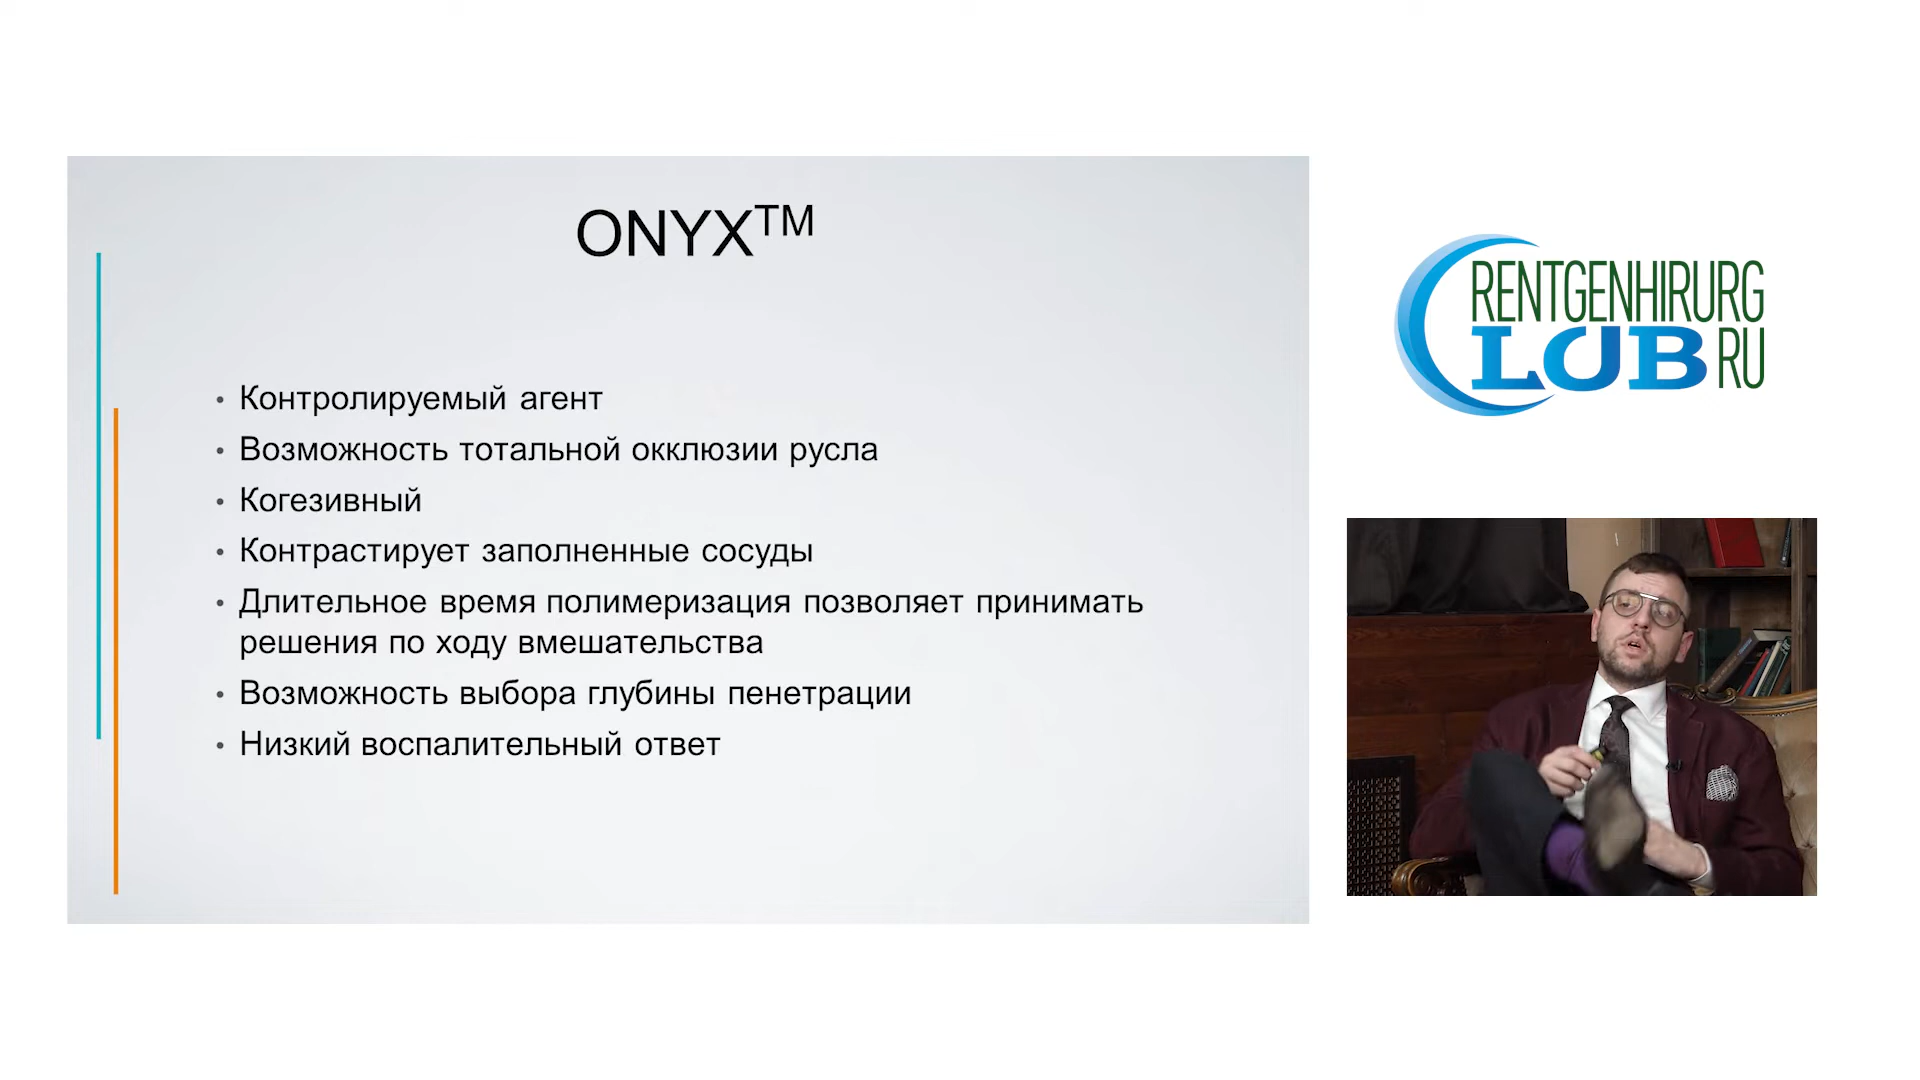 ONYX™
• Контролируемый агент
• Возможность тотальной окклюзии русла
• Когезивный
• Контрастирует заполненные сосуды
• Длительное время полимеризация позволяет принимать
решения по ходу вмешательства
• Возможность выбора глубины пенетрации
• Низкий воспалительный ответ
RENTGENHIRURG
CLUB RU